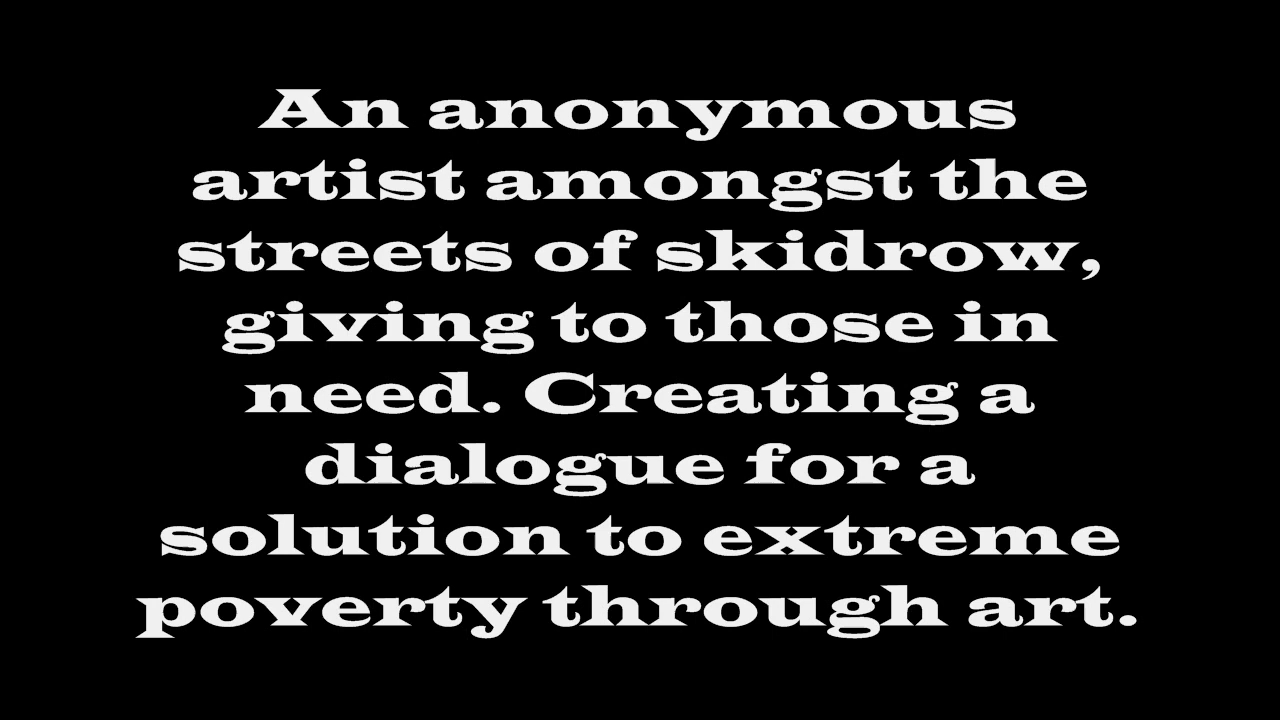 An anonymous
artist amongst the
streets of skidrow,
giving to those in
need. Creating a
dialogue for a
solution to extreme
poverty through art.